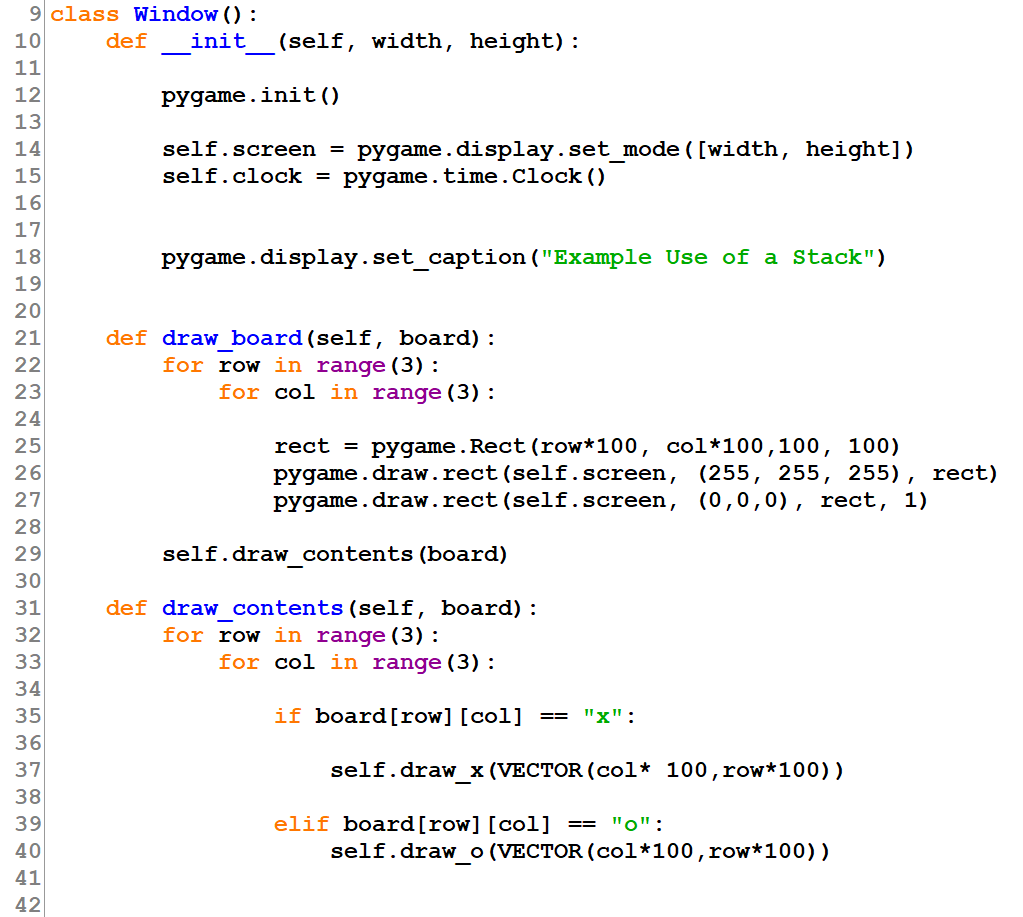 9 class Window():
10     def __init__(self, width, height):
11
12         pygame.init()
13
14         self.screen = pygame.display.set_mode([width, height])
15         self.clock = pygame.time.Clock()
16
17
18         pygame.display.set_caption("Example Use of a Stack")
19
20
21     def draw_board(self, board):
22         for row in range(3):
23             for col in range(3):
24
25                 rect = pygame.Rect(row*100, col*100,100, 100)
26                 pygame.draw.rect(self.screen, (255, 255, 255), rect)
27                 pygame.draw.rect(self.screen, (0,0,0), rect, 1)
28
29         self.draw_contents(board)
30
31     def draw_contents(self, board):
32         for row in range(3):
33             for col in range(3):
34
35                 if board[row][col] == "x":
36
37                     self.draw_x(VECTOR(col* 100,row*100))
38
39                 elif board[row][col] == "o":
40                     self.draw_o(VECTOR(col*100,row*100))
41
42